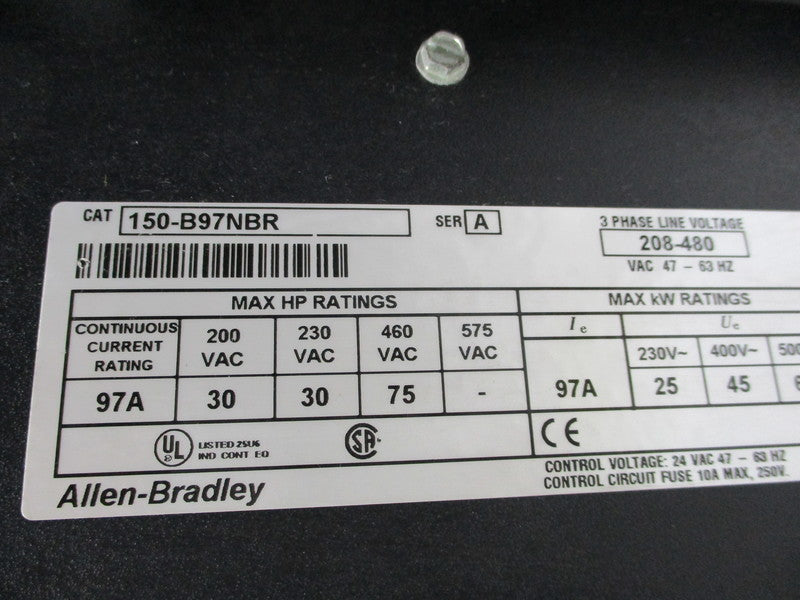 CAT 150-B97NBR SER A 3 PHASE LINE VOLTAGE
208-480
VAC 47 - 63 HZ
MAX HP RATINGS MAX kW RATINGS
CONTINUOUS CURRENT RATING 200 VAC 230 VAC 460 VAC 575 VAC Ie Ue
230V~ 400V~
97A 30 30 75 - 97A 25 45
UL LISTED 25U6
IND CONT EQ
SA CE
CONTROL VOLTAGE: 24 VAC 47 - 63 HZ
CONTROL CIRCUIT FUSE 10A MAX, 250V.
Allen-Bradley